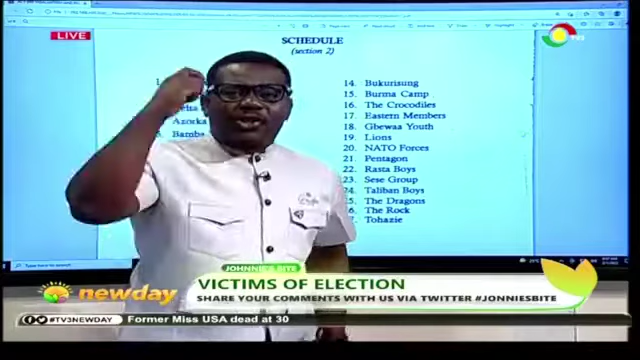 LIVE
SCHEDULE
(section 2)
Azorka
14. Bukurisung
15. Burma Camp
16. The Crocodiles
17. Eastern Members
18. Gbewaa Youth
19. Lions
20. NATO Forces
21. Pentagon
22. Rasta Boys
23. Sese Group
24. Taliban Boys
25. The Dragons
The Rock
Tohazie
JOHNNIE'S BITE
newday
VICTIMS OF ELECTION
SHARE YOUR COMMENTS WITH US VIA TWITTER #JONNIESBITE
#TV3NEWDAY
Former Miss USA dead at 30